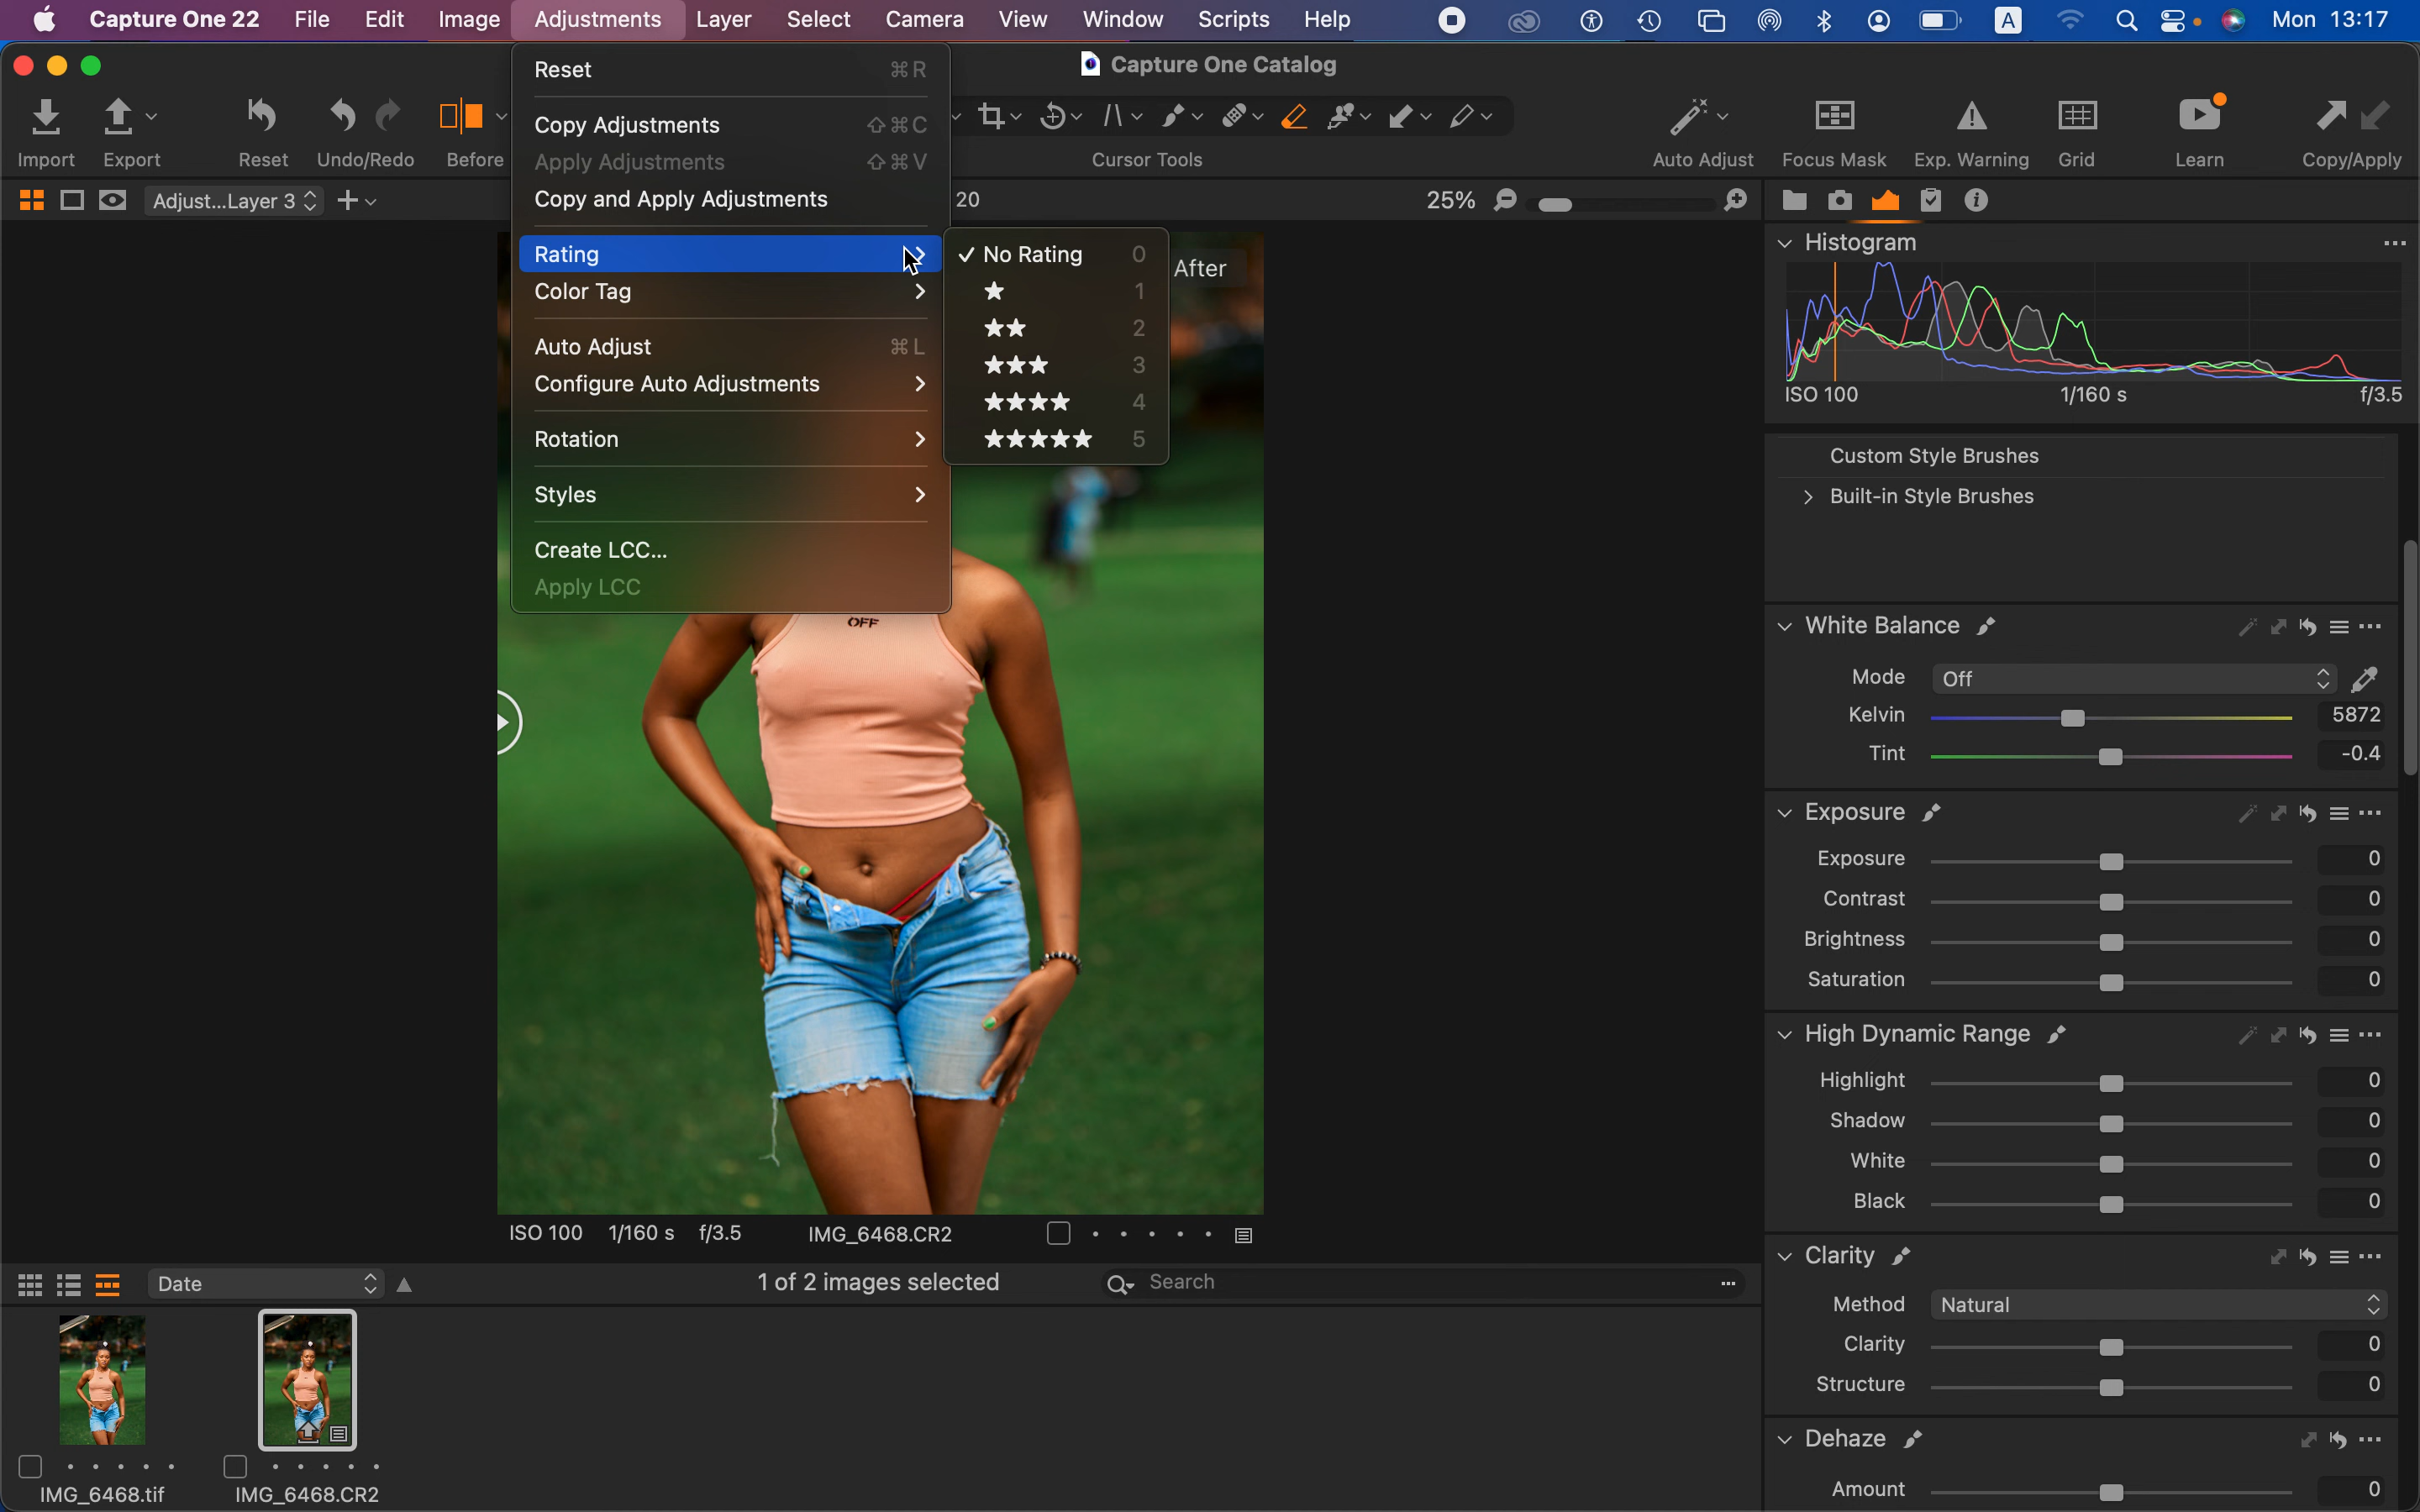 Capture One 22 File Edit Image Adjustments Layer Select Camera View Window Scripts Help A Mon 13:17
Capture One Catalog
Import Export Reset Undo/Redo Before Cursor Tools Auto Adjust Focus Mask Exp. Warning Grid Learn Copy/Apply
Adjust...Layer 3 20 25%
Reset ⌘R
Copy Adjustments ⇧⌘C
Apply Adjustments ⇧⌘V
Copy and Apply Adjustments
Rating
Color Tag
Auto Adjust ⌘L
Configure Auto Adjustments
Rotation
Styles
Create LCC...
Apply LCC
✓ No Rating 0
★ 1
★★ 2
★★★ 3
★★★★ 4
★★★★★ 5
After
OFF
ISO 100 1/160 s f/3.5 IMG_6468.CR2
Date 1 of 2 images selected Search
IMG_6468.tif IMG_6468.CR2
Histogram
ISO 100 1/160 s f/3.5
Custom Style Brushes
Built-in Style Brushes
White Balance
Mode Off
Kelvin 5872
Tint -0.4
Exposure
Exposure 0
Contrast 0
Brightness 0
Saturation 0
High Dynamic Range
Highlight 0
Shadow 0
White 0
Black 0
Clarity
Method Natural
Clarity 0
Structure 0
Dehaze
Amount 0